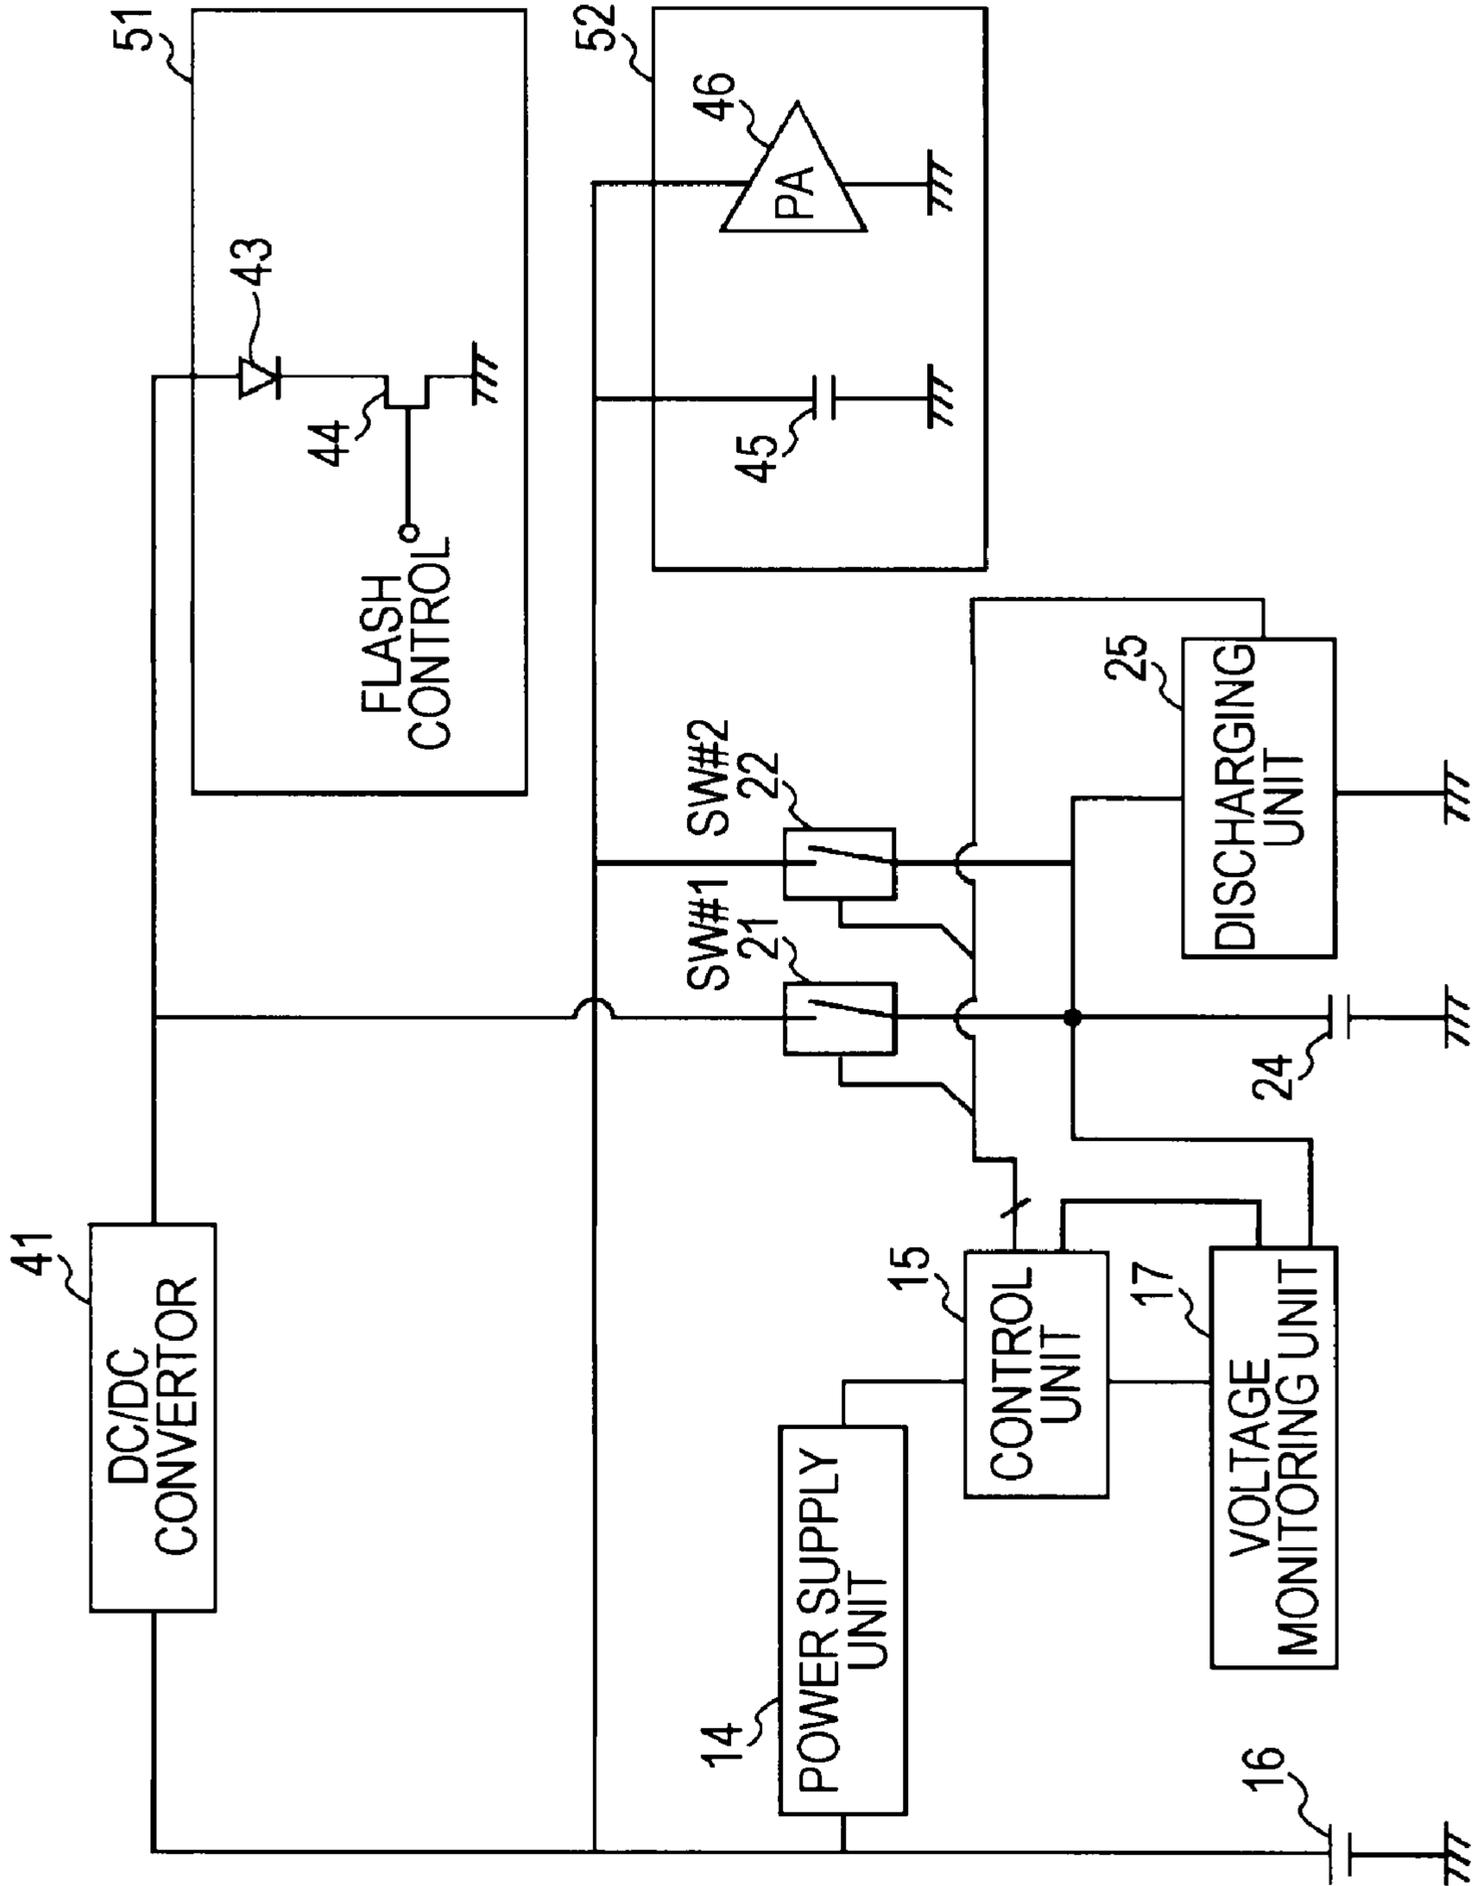 41
DC/DC
CONVERTOR
51
43
44
FLASH
CONTROL
52
46
PA
45
SW#1
21
SW#2
22
14
POWER SUPPLY
UNIT
15
CONTROL
UNIT
17
VOLTAGE
MONITORING UNIT
25
DISCHARGING
UNIT
16
24